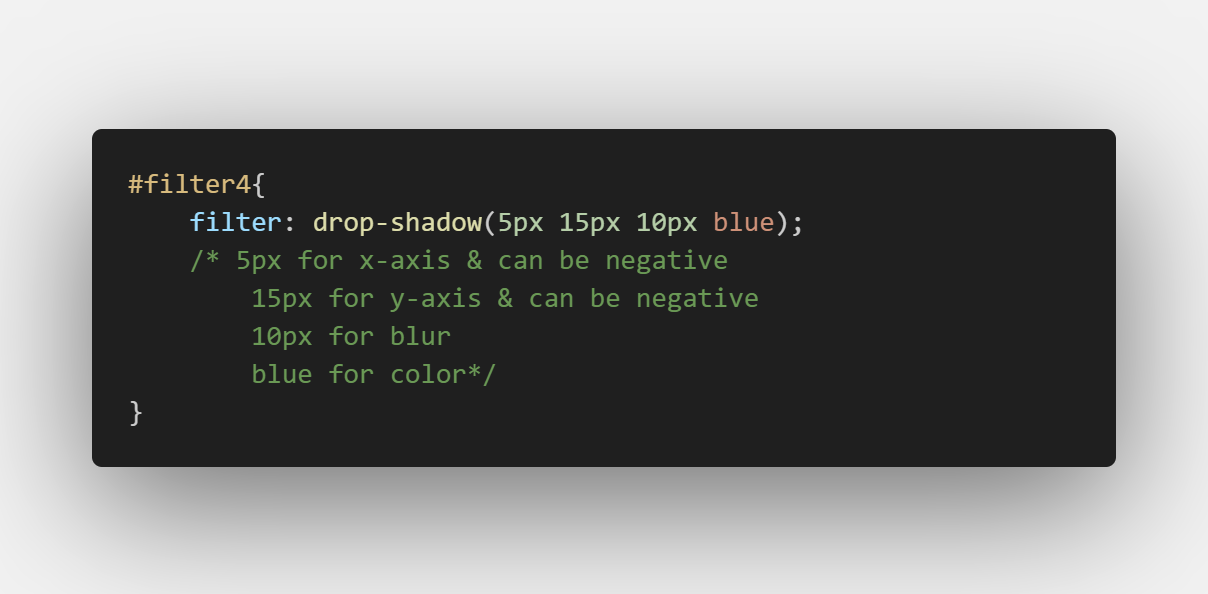 #filter4{
    filter: drop-shadow(5px 15px 10px blue);
    /* 5px for x-axis & can be negative
        15px for y-axis & can be negative
        10px for blur
        blue for color*/
}